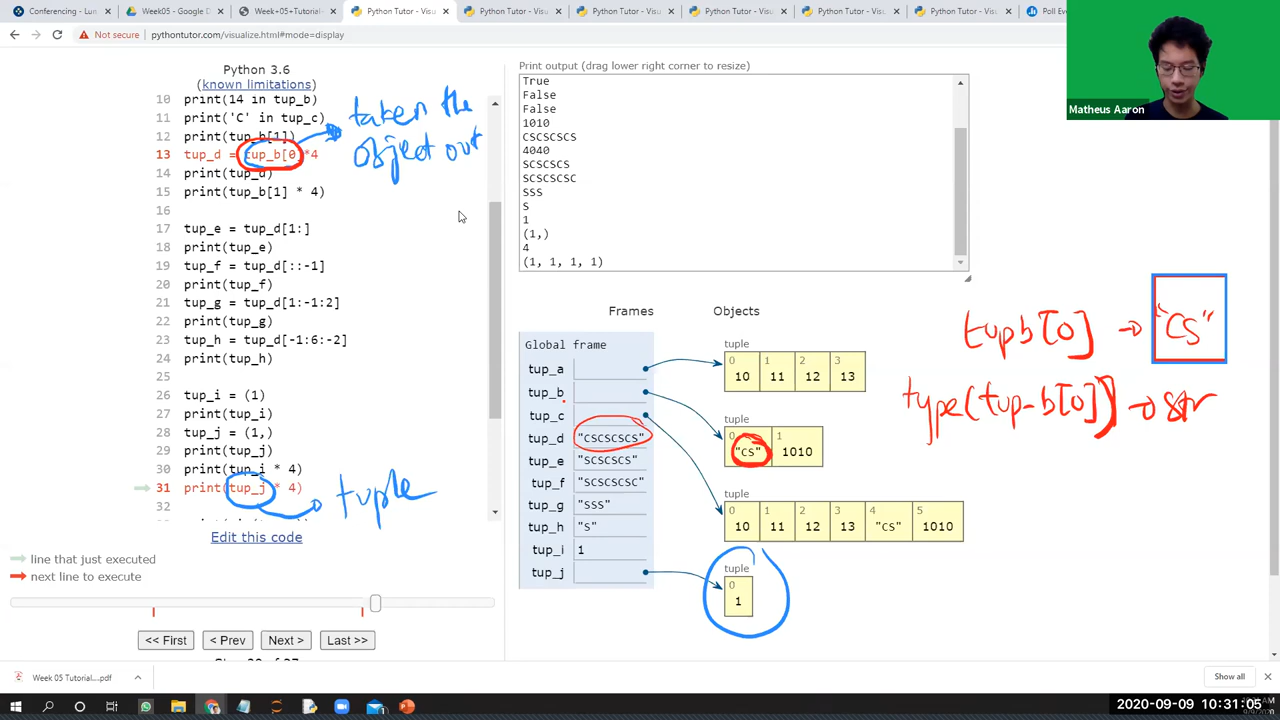 Conferencing - Lun
Week05 - Google D
Week+05+Tutorial
Python Tutor - Visu
Python Tutor - Visu
Python Tutor - Visu
Python Tutor - Visu
Python Tutor - Visu
Python Tutor - Visu
Poll Eve
Not secure | pythontutor.com/visualize.html#mode=display
Matheus Aaron
Python 3.6
(known limitations)
10 print(14 in tup_b)
11 print('C' in tup_c)
12 print(tup_b[1])
13 tup_d = tup_b[0]*4
14 print(tup_d)
15 print(tup_b[1] * 4)
16
17 tup_e = tup_d[1:]
18 print(tup_e)
19 tup_f = tup_d[::-1]
20 print(tup_f)
21 tup_g = tup_d[1:-1:2]
22 print(tup_g)
23 tup_h = tup_d[-1:6:-2]
24 print(tup_h)
25
26 tup_i = (1)
27 print(tup_i)
28 tup_j = (1,)
29 print(tup_j)
30 print(tup_i * 4)
31 print(tup_j * 4)
32
taken the
object out
tuple
Edit this code
line that just executed
next line to execute
<< First
< Prev
Next >
Last >>
Print output (drag lower right corner to resize)
True
False
False
1010
CSCSCSCS
4040
SCSCSCS
SCSCSCSC
SSS
S
1
(1,)
4
(1, 1, 1, 1)
Frames
Objects
Global frame
tup_a
tup_b
tup_c
tup_d "CSCSCSCS"
tup_e "SCSCSCS"
tup_f "SCSCSCSC"
tup_g "SSS"
tup_h "S"
tup_i 1
tup_j
tuple
0 1 2 3
10 11 12 13
tuple
0 1
"CS" 1010
tuple
0 1 2 3 4 5
10 11 12 13 "CS" 1010
tuple
0
1
tupb[0] → "CS"
type(tup-b[0]) → str
Week 05 Tutorial....pdf
Show all
2020-09-09 10:31:05